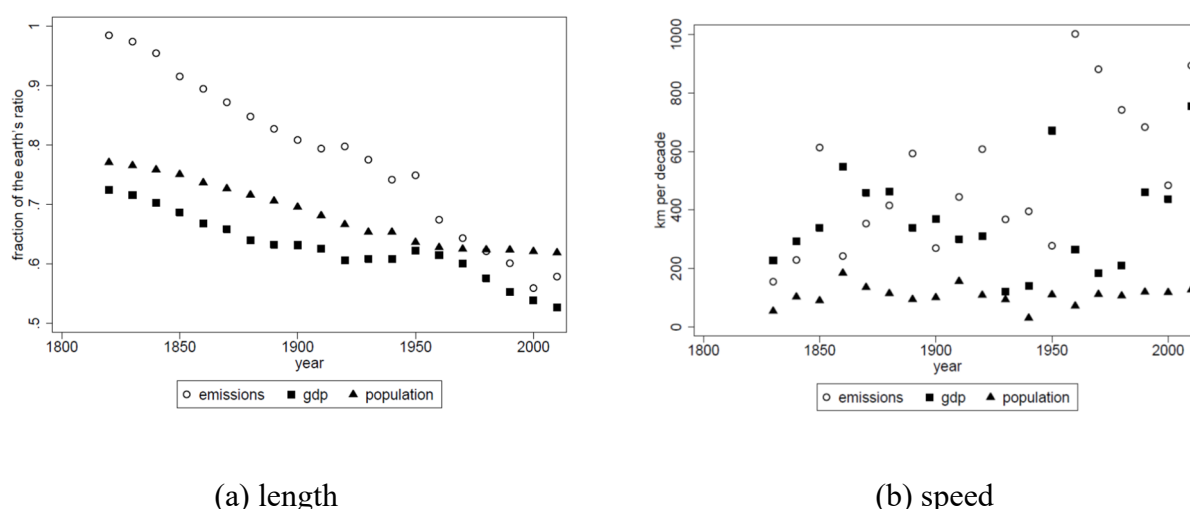 fraction of the earth's ratio
1
.9
.8
.7
.6
.5
1800 1850 1900 1950 2000
year
emissions gdp population
(a) length
km per decade
1000
800
600
400
200
0
1800 1850 1900 1950 2000
year
emissions gdp population
(b) speed